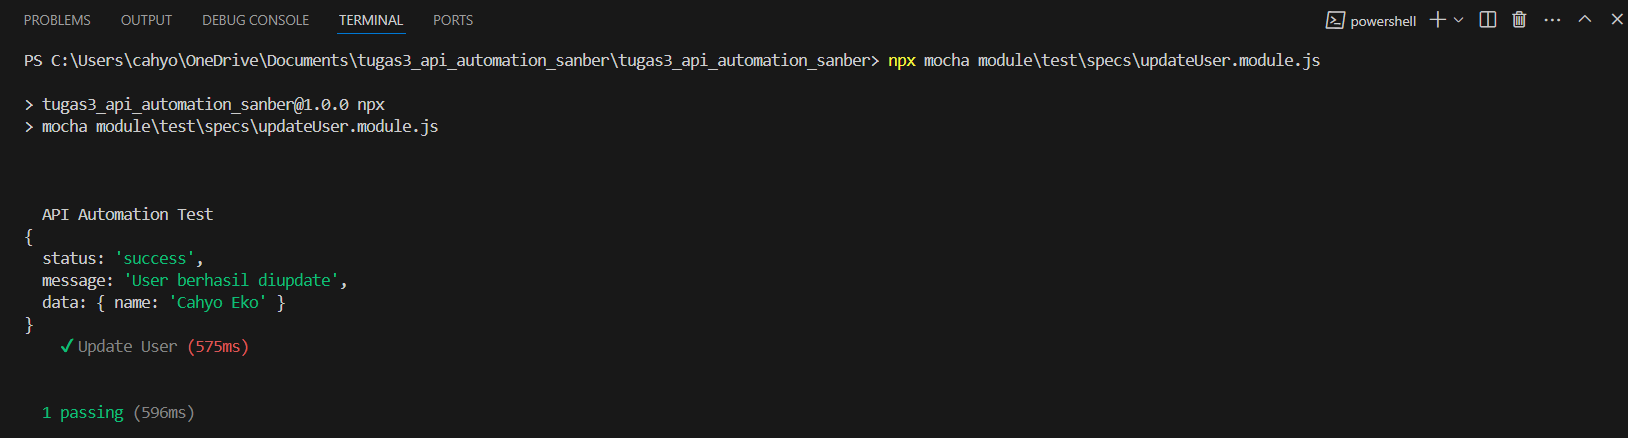 PROBLEMS OUTPUT DEBUG CONSOLE TERMINAL PORTS powershell
PS C:\Users\cahyo\OneDrive\Documents\tugas3_api_automation_sanber\tugas3_api_automation_sanber> npx mocha module\test\specs\updateUser.module.js
> tugas3_api_automation_sanber@1.0.0 npx
> mocha module\test\specs\updateUser.module.js
API Automation Test
{
status: 'success',
message: 'User berhasil diupdate',
data: { name: 'Cahyo Eko' }
}
✓ Update User (575ms)
1 passing (596ms)